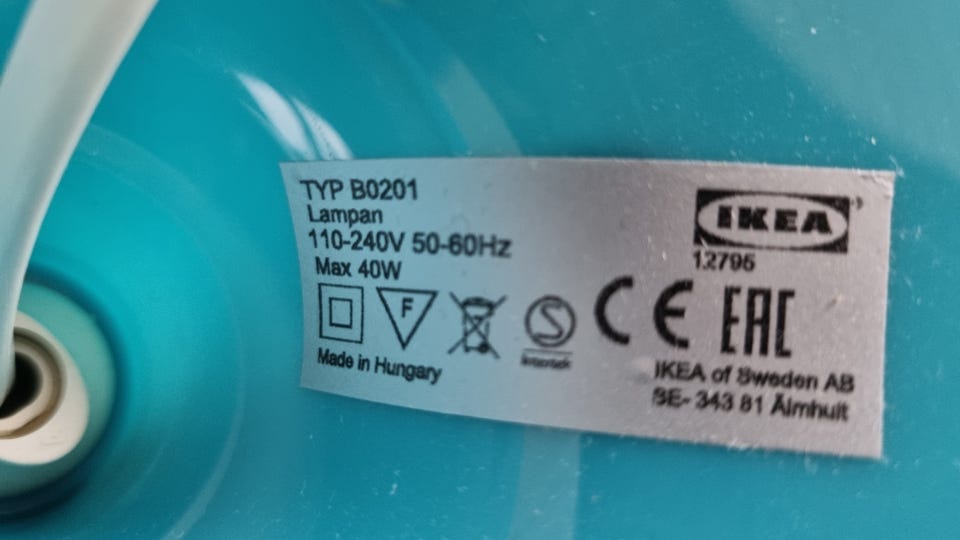 TYP B0201
Lampan
110-240V 50-60Hz
Max 40W
F
S
Intertek
Made in Hungary
IKEA
12795
CE
EAC
IKEA of Sweden AB
SE- 343 81 Älmhult